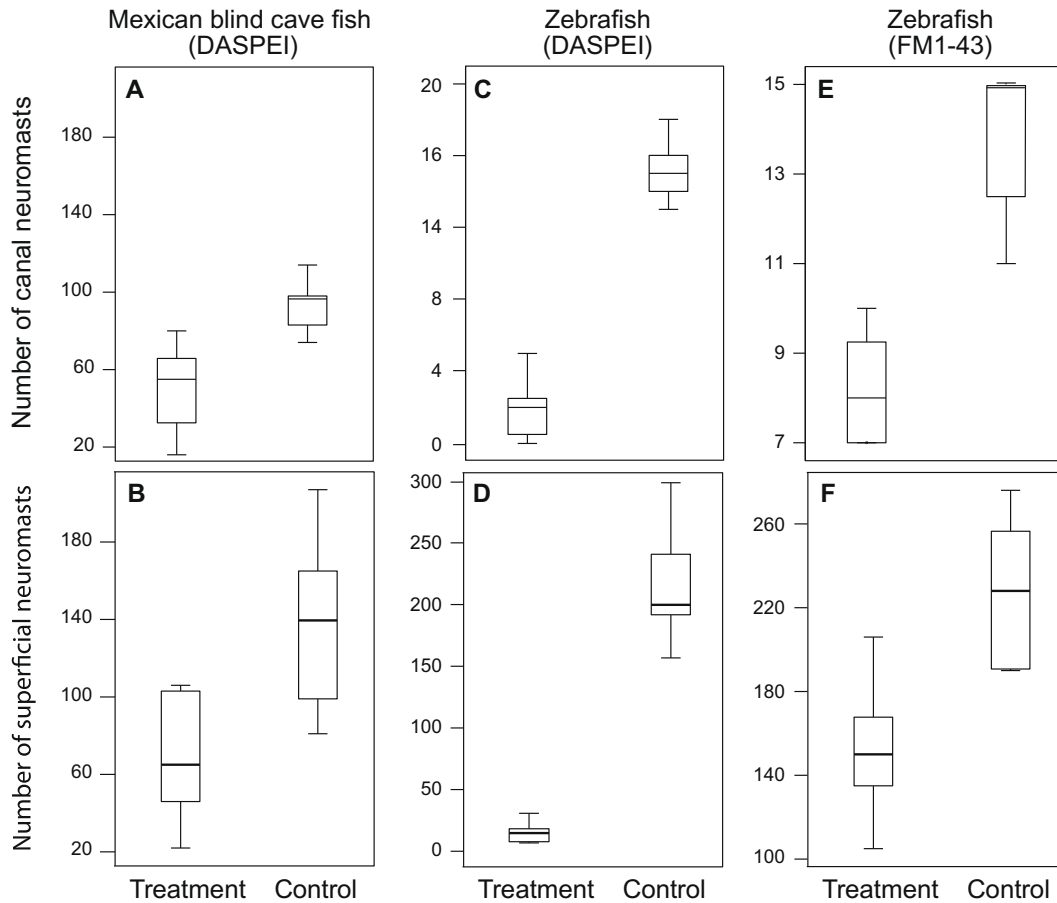 Mexican blind cave fish
(DASPEI)
Zebrafish
(DASPEI)
Zebrafish
(FM1-43)
Number of canal neuromasts
A
180
140
100
60
20
C
20
16
14
8
4
0
E
15
13
11
9
7
Number of superficial neuromasts
B
180
140
100
60
20
D
300
250
200
150
100
50
0
F
260
220
180
140
100
Treatment Control
Treatment Control
Treatment Control